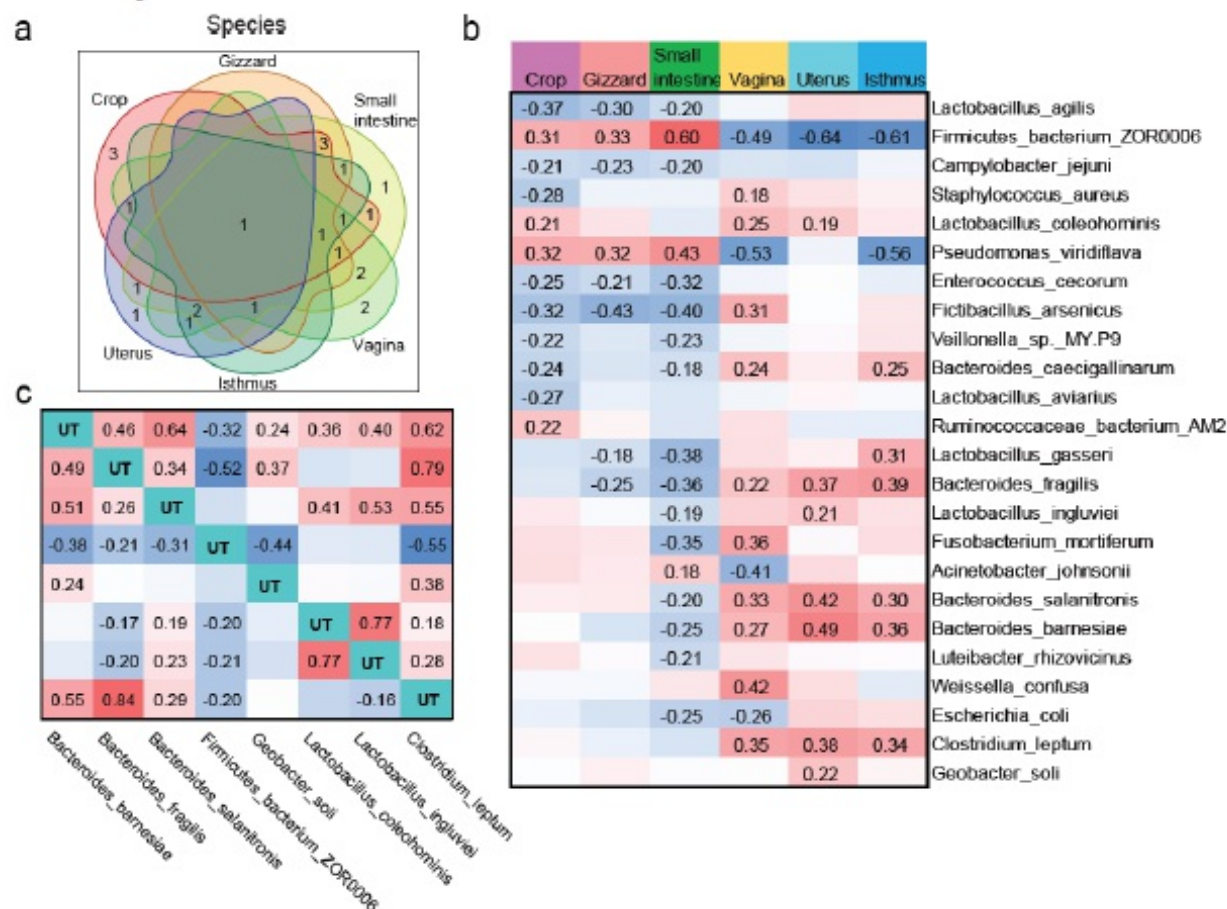 a
Species
Gizzard
Crop
Small
intestine
3
3
1
1
1
1
1
1
1
1
1
2
1
2
1
2
1
1
Uterus
Vagina
Isthmus
b
Crop Gizzard Small intestine Vagina Uterus Isthmus
-0.37 -0.30 -0.20 Lactobacillus_agilis
0.31 0.33 0.60 -0.49 -0.64 -0.61 Firmicutes_bacterium_ZOR0006
-0.21 -0.23 -0.20 Campylobacter_jejuni
-0.28 0.18 Staphylococcus_aureus
0.21 0.25 0.19 Lactobacillus_coleohominis
0.32 0.32 0.43 -0.53 -0.56 Pseudomonas_viridiflava
-0.25 -0.21 -0.32 Enterococcus_cecorum
-0.32 -0.43 -0.40 0.31 Fictibacillus_arsenicus
-0.22 -0.23 Veillonella_sp._MY.P9
-0.24 -0.18 0.24 0.25 Bacteroides_caecigallinarum
-0.27 Lactobacillus_aviarius
0.22 Ruminococcaceae_bacterium_AM2
-0.18 -0.38 0.31 Lactobacillus_gasseri
-0.25 -0.36 0.22 0.37 0.39 Bacteroides_fragilis
-0.19 0.21 Lactobacillus_ingluviei
-0.35 0.36 Fusobacterium_mortiferum
0.18 -0.41 Acinetobacter_johnsonii
-0.20 0.33 0.42 0.30 Bacteroides_salanitronis
-0.25 0.27 0.49 0.36 Bacteroides_barnesiae
-0.21 Luteibacter_rhizovicinus
0.42 Weissella_confusa
-0.25 -0.26 Escherichia_coli
0.35 0.38 0.34 Clostridium_leptum
0.22 Geobacter_soli
c
UT 0.46 0.64 -0.32 0.24 0.36 0.40 0.62
0.49 UT 0.34 -0.52 0.37 0.79
0.51 0.26 UT 0.41 0.53 0.55
-0.38 -0.21 -0.31 UT -0.44 -0.55
0.24 UT 0.38
-0.17 0.19 -0.20 UT 0.77 0.18
-0.20 0.23 -0.21 0.77 UT 0.28
0.55 0.84 0.29 -0.20 -0.16 UT
Bacteroides_barnesiae
Bacteroides_fragilis
Bacteroides_salanitronis
Firmicutes_bacterium_ZOR0006
Geobacter_soli
Lactobacillus_coleohominis
Lactobacillus_ingluviei
Clostridium_leptum